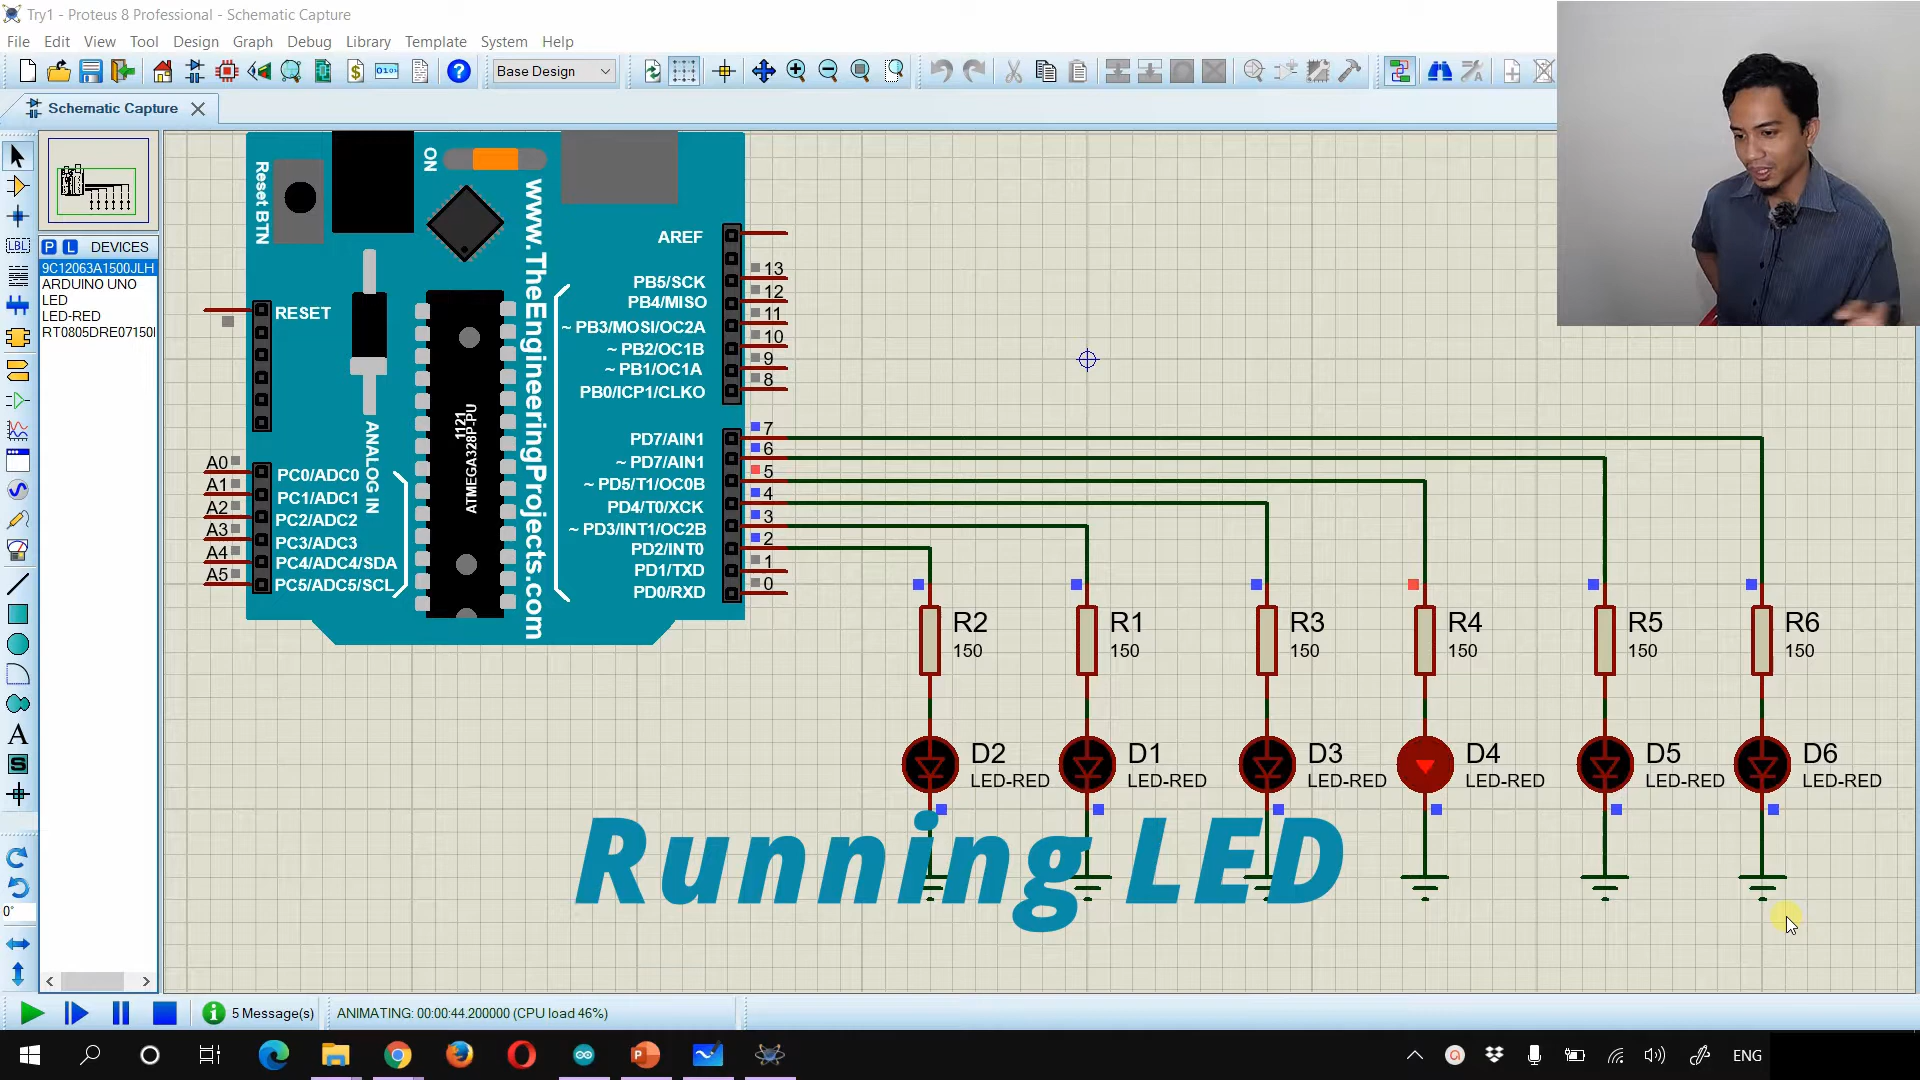 Try1 - Proteus 8 Professional - Schematic Capture
File Edit View Tool Design Graph Debug Library Template System Help
Base Design
Schematic Capture
P L DEVICES
9C12063A1500JLH
ARDUINO UNO
LED
LED-RED
RT0805DRE07150
LBL
A
S
0°
Reset BTN
ON
www.TheEngineeringProjects.com
ANALOG IN
1121
ATMEGA328P-PU
RESET
A0 PC0/ADC0
A1 PC1/ADC1
A2 PC2/ADC2
A3 PC3/ADC3
A4 PC4/ADC4/SDA
A5 PC5/ADC5/SCL
AREF
PB5/SCK 13
PB4/MISO 12
~ PB3/MOSI/OC2A 11
~ PB2/OC1B 10
~ PB1/OC1A 9
PB0/ICP1/CLKO 8
PD7/AIN1 7
~ PD7/AIN1 6
~ PD5/T1/OC0B 5
PD4/T0/XCK 4
~ PD3/INT1/OC2B 3
PD2/INT0 2
PD1/TXD 1
PD0/RXD 0
R2 R1 R3 R4 R5 R6
150 150 150 150 150 150
D2 D1 D3 D4 D5 D6
LED-RED LED-RED LED-RED LED-RED LED-RED LED-RED
Running LED
5 Message(s) ANIMATING: 00:00:44.200000 (CPU load 46%)
ENG